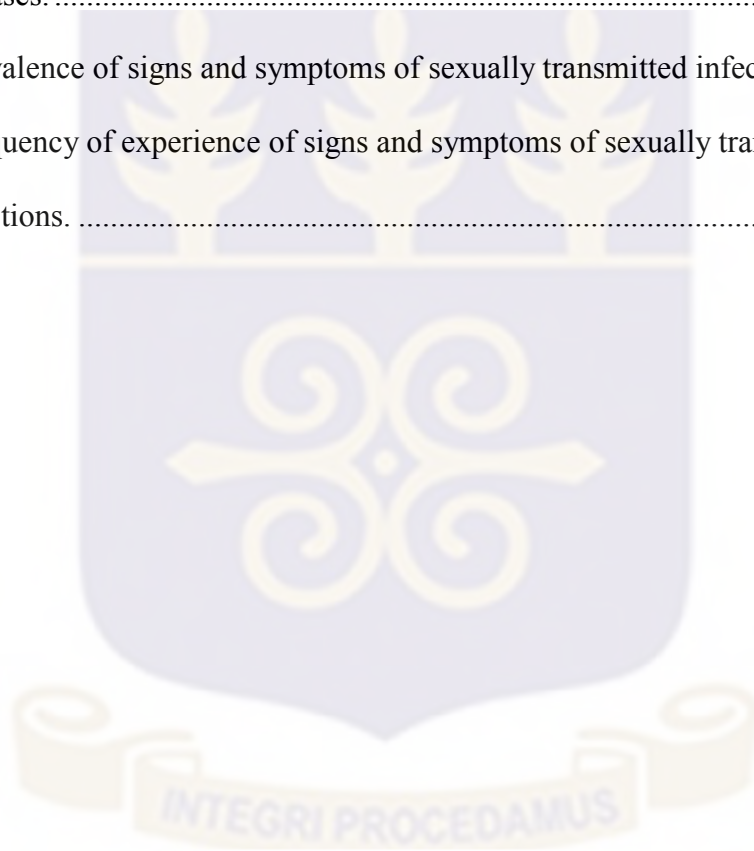 ases. ..........................................................................................
valence of signs and symptoms of sexually transmitted infec
quency of experience of signs and symptoms of sexually tra
tions. .......................................................................................
INTEGRI PROCEDAMUS